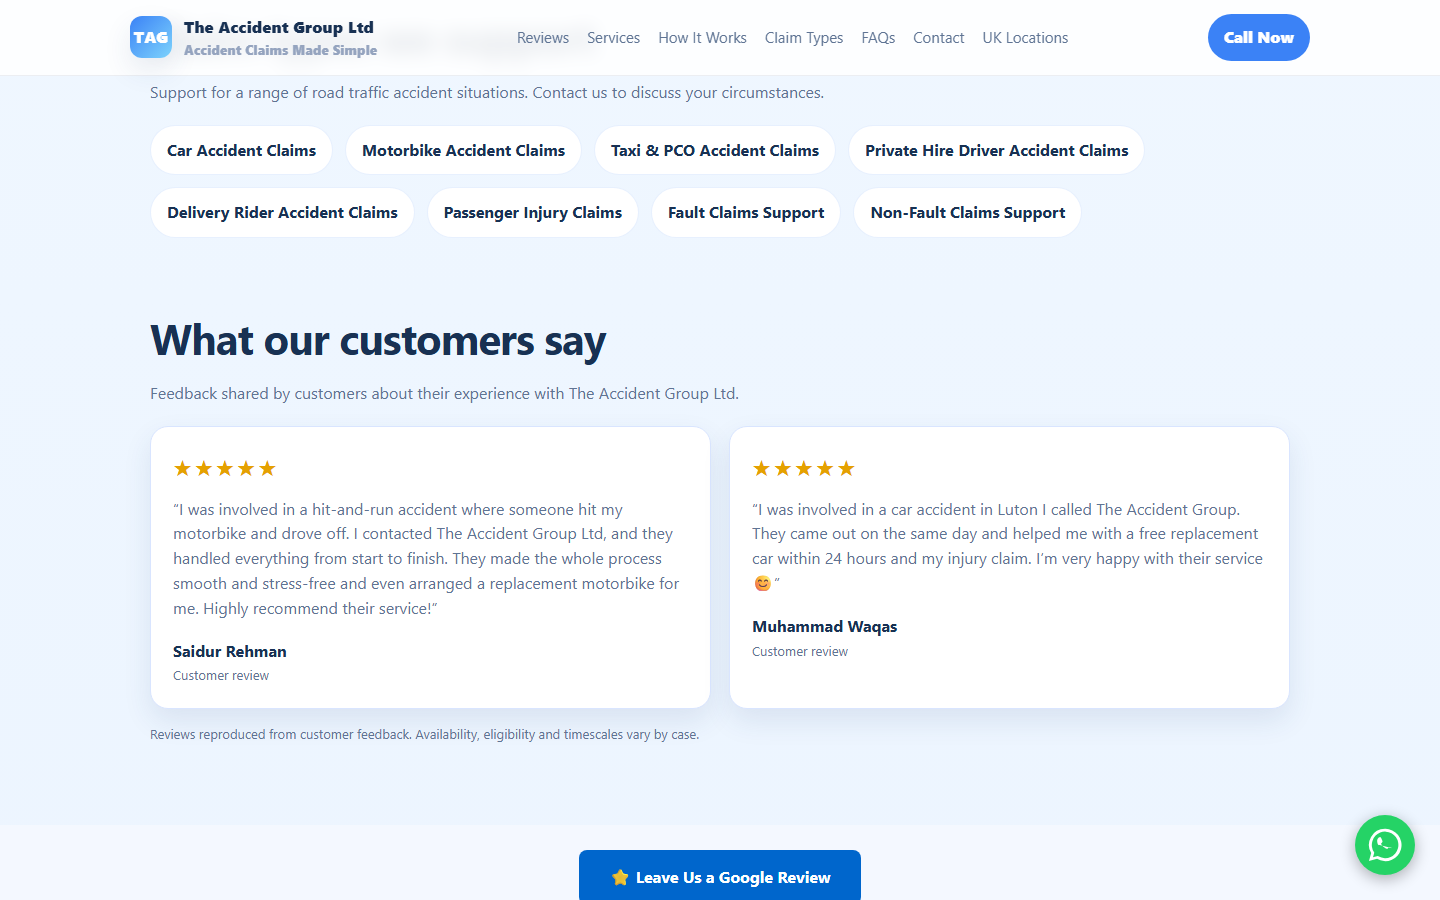 TAG
The Accident Group Ltd
Accident Claims Made Simple
Reviews Services How It Works Claim Types FAQs Contact UK Locations
Call Now
Support for a range of road traffic accident situations. Contact us to discuss your circumstances.
Car Accident Claims Motorbike Accident Claims Taxi & PCO Accident Claims Private Hire Driver Accident Claims
Delivery Rider Accident Claims Passenger Injury Claims Fault Claims Support Non-Fault Claims Support
What our customers say
Feedback shared by customers about their experience with The Accident Group Ltd.
★★★★★
“I was involved in a hit-and-run accident where someone hit my
motorbike and drove off. I contacted The Accident Group Ltd, and they
handled everything from start to finish. They made the whole process
smooth and stress-free and even arranged a replacement motorbike for
me. Highly recommend their service!”
Saidur Rehman
Customer review
★★★★★
“I was involved in a car accident in Luton I called The Accident Group.
They came out on the same day and helped me with a free replacement
car within 24 hours and my injury claim. I’m very happy with their service
😊”
Muhammad Waqas
Customer review
Reviews reproduced from customer feedback. Availability, eligibility and timescales vary by case.
⭐ Leave Us a Google Review